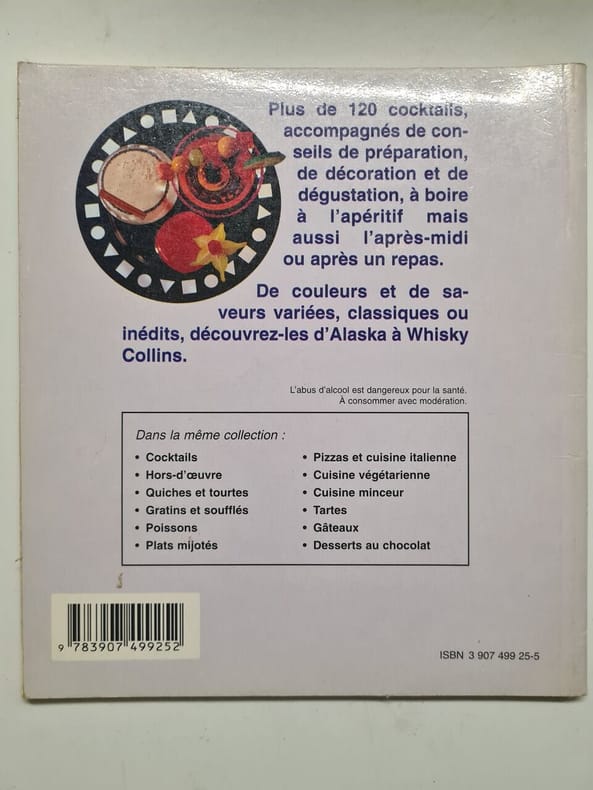 Plus de 120 cocktails,
accompagnés de con-
seils de préparation,
de décoration et de
dégustation, à boire
à l'apéritif mais
aussi l'après-midi
ou après un repas.
De couleurs et de sa-
veurs variées, classiques ou
inédits, découvrez-les d'Alaska à Whisky
Collins.
L'abus d'alcool est dangereux pour la santé.
À consommer avec modération.
Dans la même collection :
• Cocktails
• Hors-d'œuvre
• Quiches et tourtes
• Gratins et soufflés
• Poissons
• Plats mijotés
• Pizzas et cuisine italienne
• Cuisine végétarienne
• Cuisine minceur
• Tartes
• Gâteaux
• Desserts au chocolat
9 783907 499252
ISBN 3 907 499 25-5